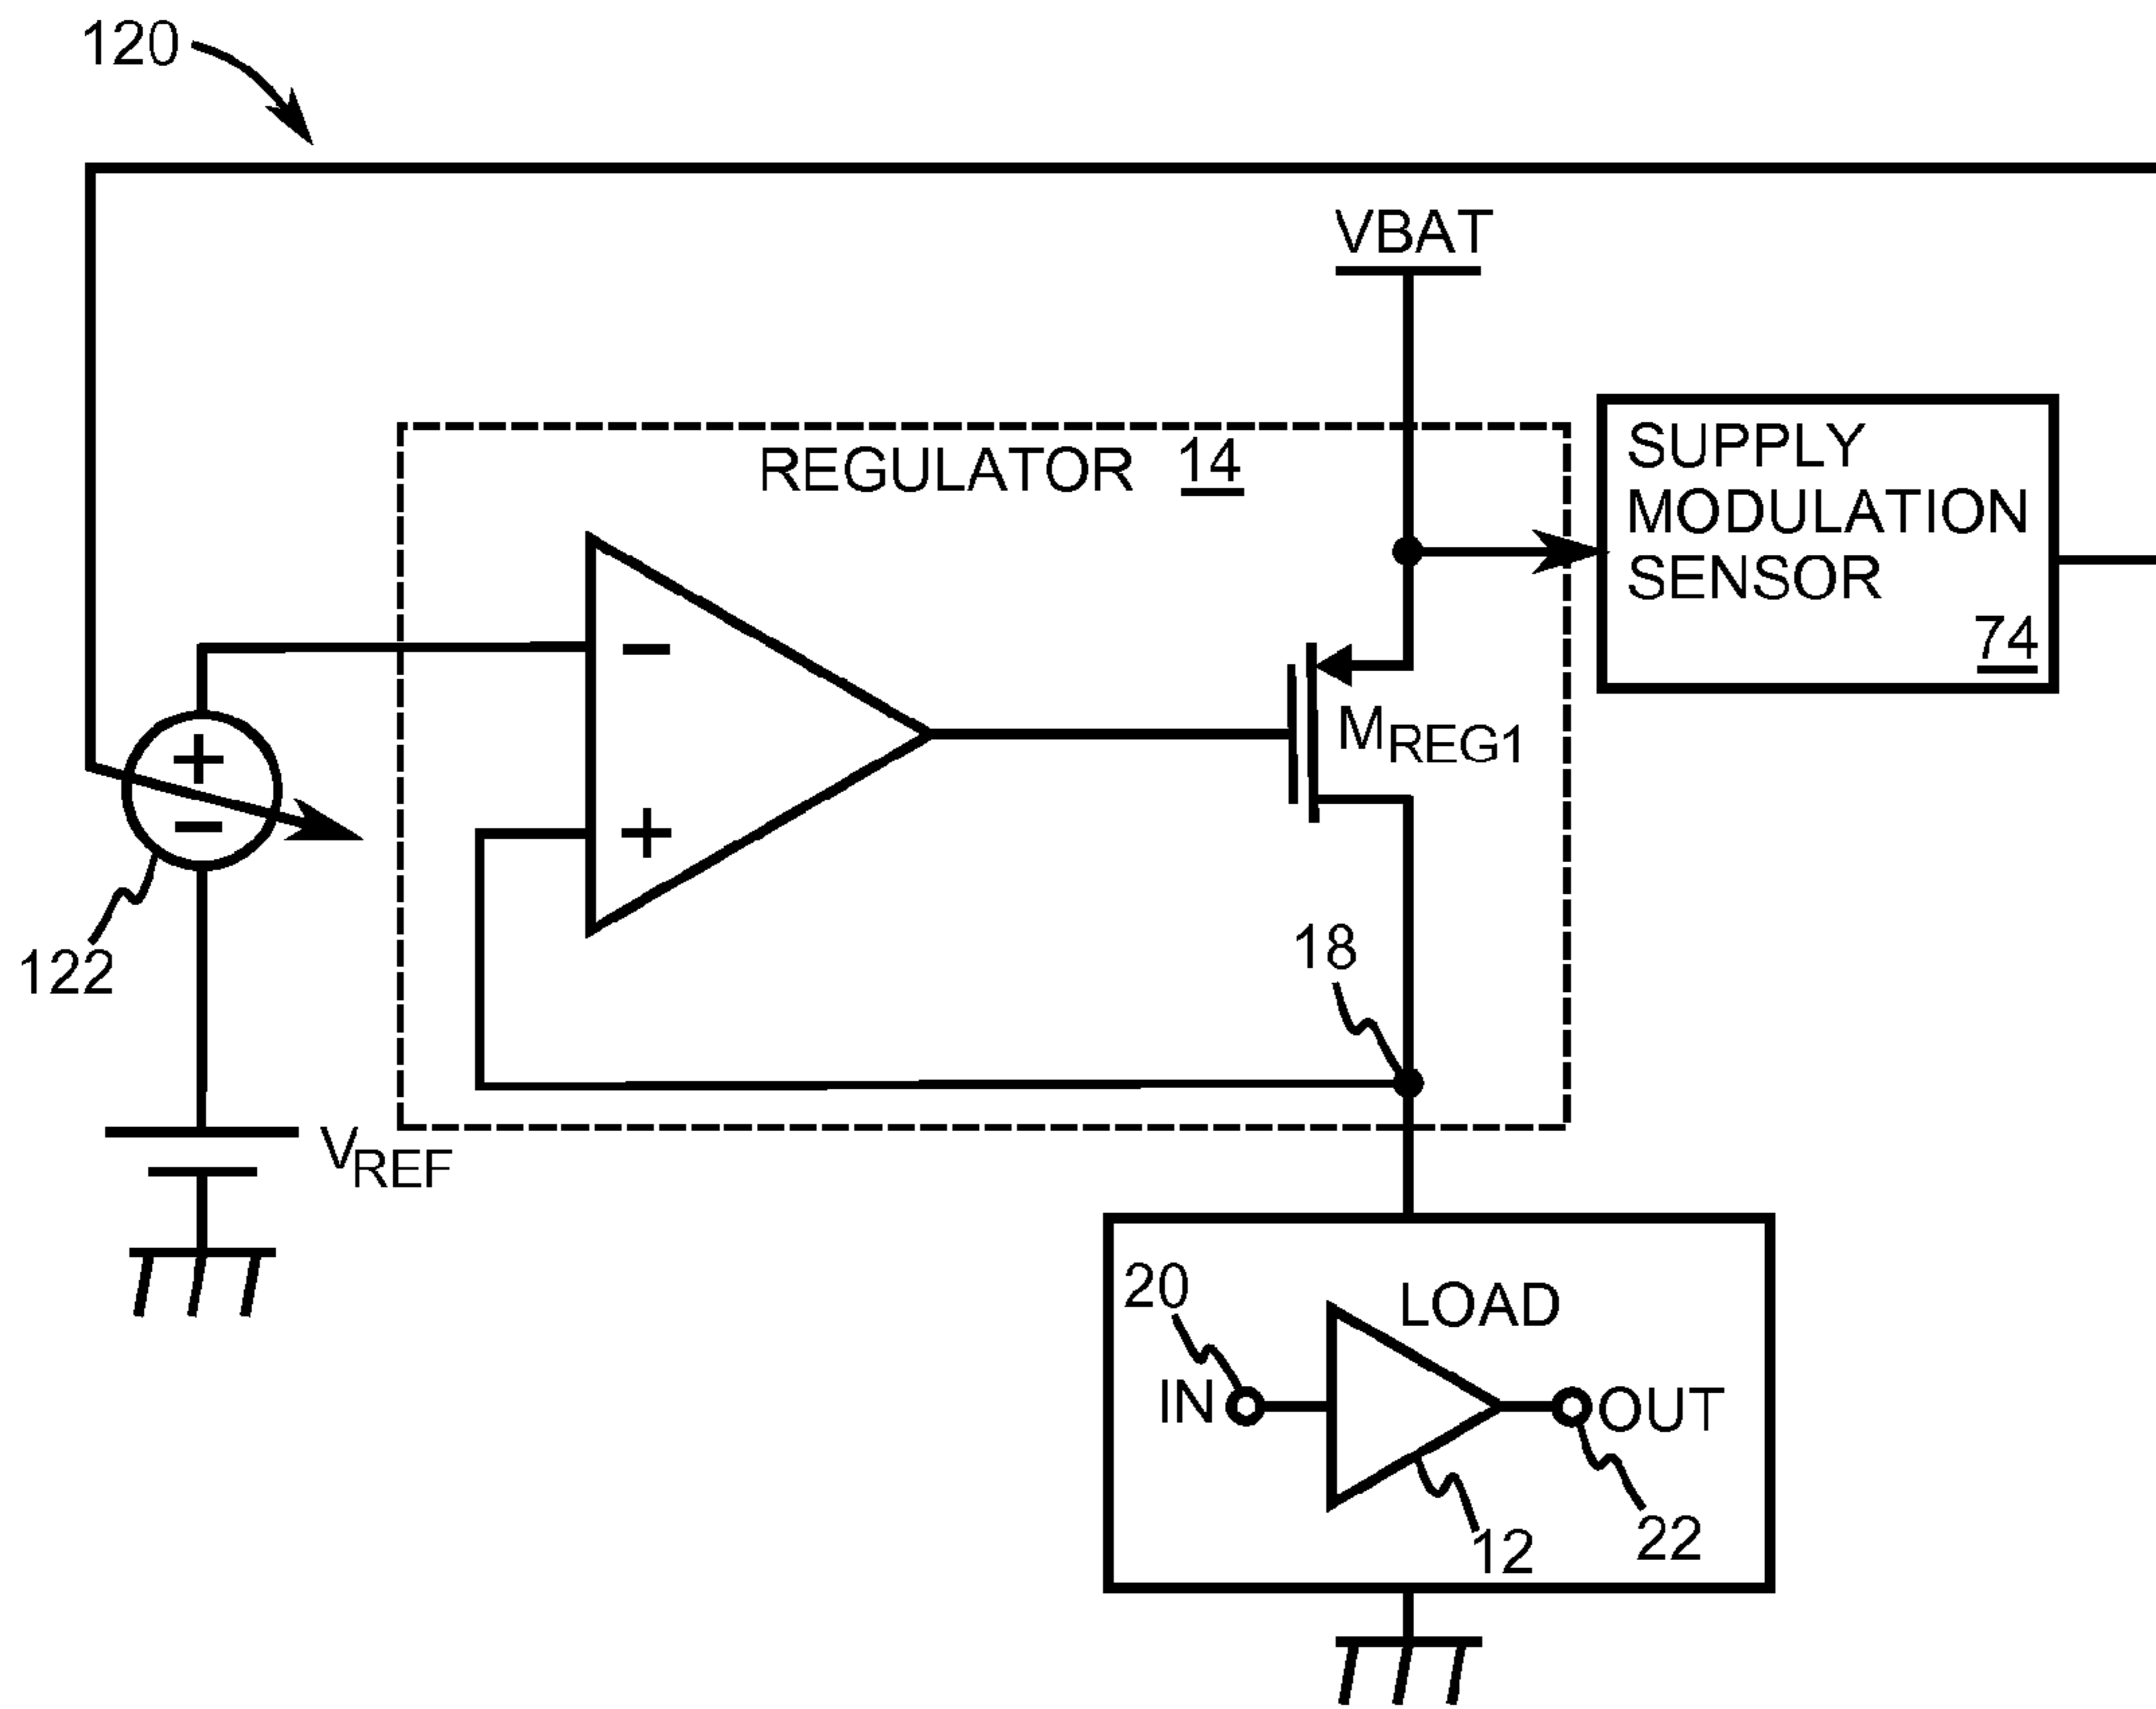 120
VBAT
REGULATOR 14
SUPPLY
MODULATION
SENSOR
74
−
+
MREG1
+
−
122
18
VREF
20
LOAD
IN
OUT
12
22